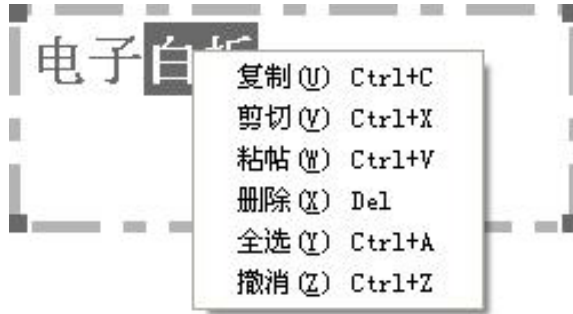 电子白板
复制(U) Ctrl+C
剪切(V) Ctrl+X
粘帖(W) Ctrl+V
删除(X) Del
全选(Y) Ctrl+A
撤消(Z) Ctrl+Z